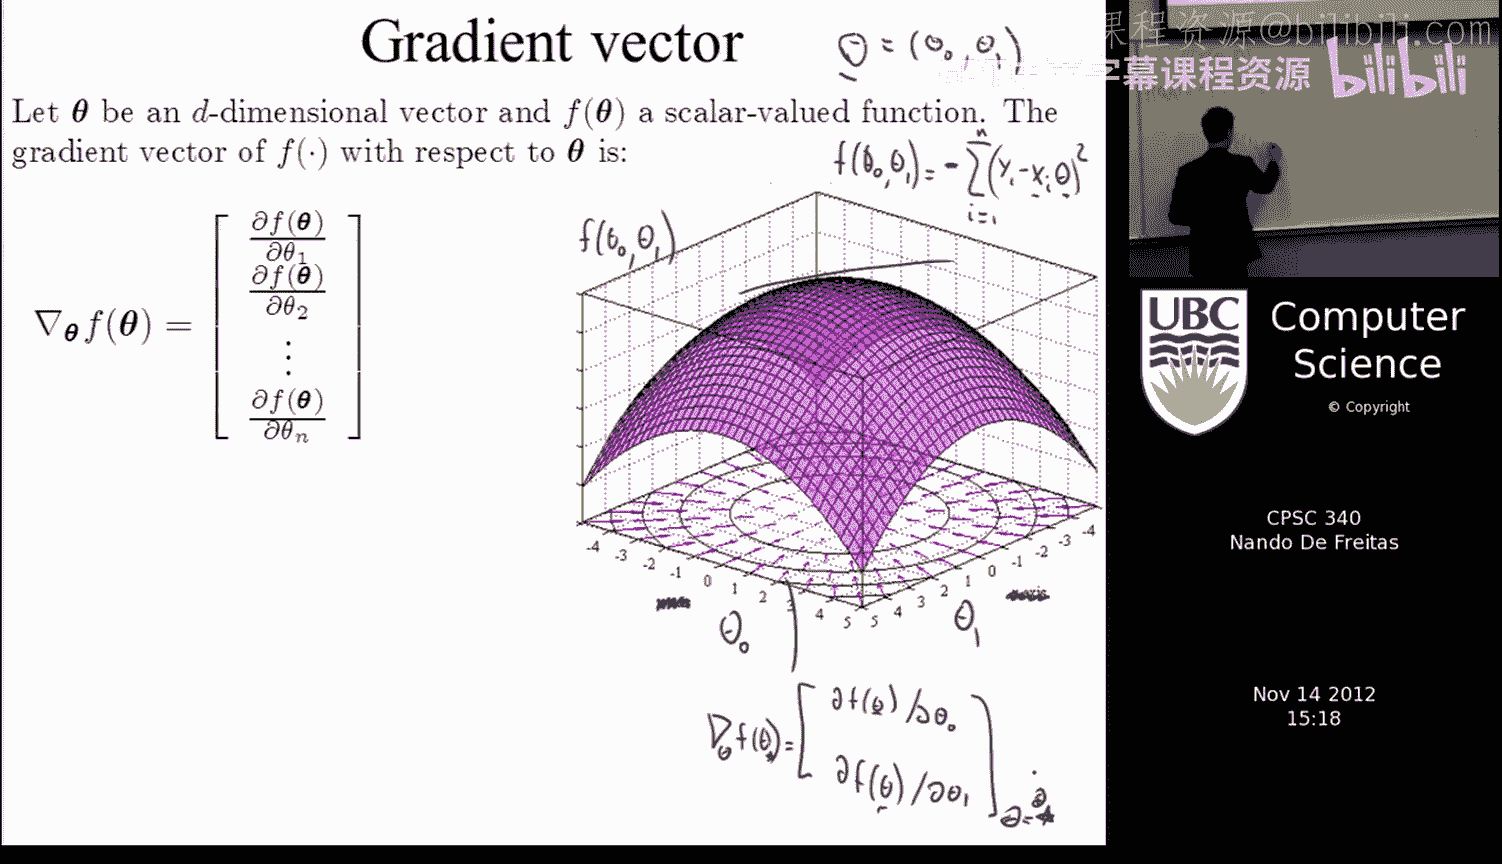 Gradient vector
θ = (θ₀, θ₁)
课程资源@bilibili.com
字幕课程资源 bilibili
Let θ be an d-dimensional vector and f(θ) a scalar-valued function. The
gradient vector of f(·) with respect to θ is:
f(θ₀,θ₁) = - ∑ᵢ₌₁ⁿ (yᵢ - xᵢθ)²
f(θ₀,θ₁)
∇θ f(θ) = [ ∂f(θ)/∂θ₁
∂f(θ)/∂θ₂
⋮
∂f(θ)/∂θₙ ]
-4 -3 -2 -1 0 1 2 3 4 5
5 4 3 2 1 0 -1 -2 -3 -4
θ₀
θ₁
∇θ f(θ) = [ ∂f(θ)/∂θ₀
∂f(θ)/∂θ₁ ]
UBC
Computer
Science
© Copyright
CPSC 340
Nando De Freitas
Nov 14 2012
15:18